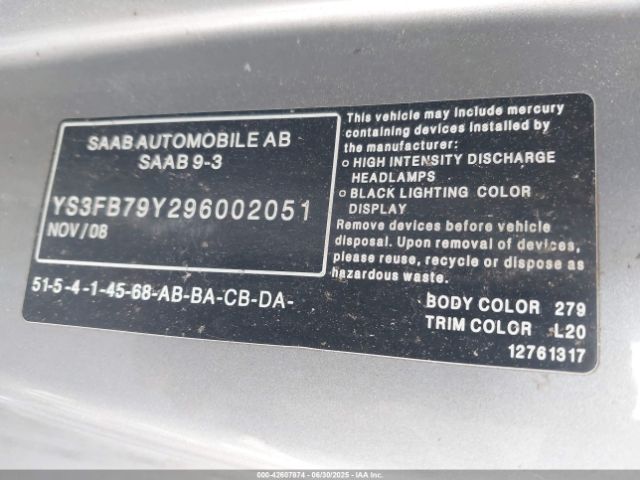 SAAB AUTOMOBILE AB
SAAB 9-3
YS3FB79Y296002051
NOV/08
51-5-4-1-45-68-AB-BA-CB-DA-
This vehicle may include mercury
containing devices installed by
the manufacturer:
○ HIGH INTENSITY DISCHARGE
HEADLAMPS
○ BLACK LIGHTING COLOR
DISPLAY
Remove devices before vehicle
disposal. Upon removal of devices,
please reuse, recycle or dispose as
hazardous waste.
BODY COLOR 279
TRIM COLOR L20
12761317
000-42607874 - 06/30/2025 - IAAI.COM